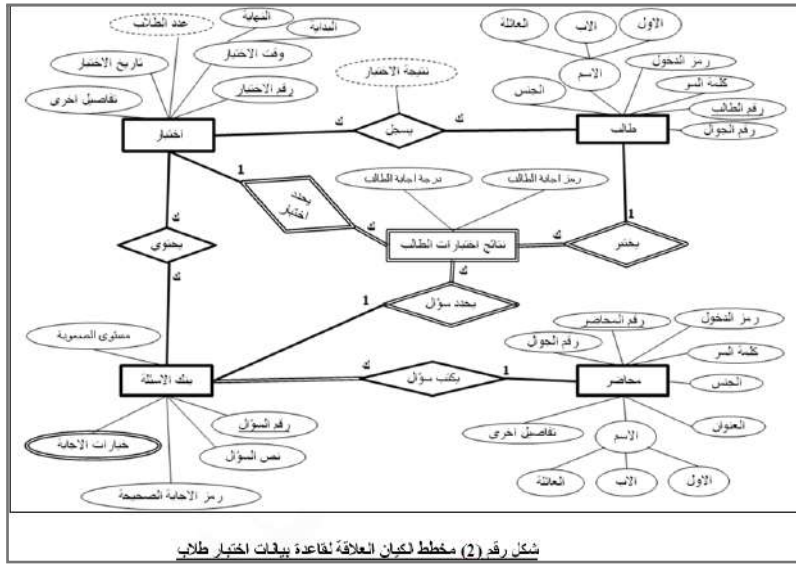 عدد الطلاب
النهاية
البداية
وقت الاختبار
تاريخ الاختبار
رقم الاختبار
تفاصيل اخرى
اختبار
نتيجة الاختبار
ك
يسجل
ك
العائلة
الاب
الاول
الاسم
رمز الدخول
الجنس
كلمة السر
رقم الطالب
رقم الجوال
طالب
1
يحدد
اختبار
ك
درجة اجابة الطالب
رمز اجابة الطالب
نتائج اختبارات الطالب
ك
يختبر
1
ك
يحتوي
ك
ك
يحدد سؤال
1
مستوى الصعوبة
بنك الاسئلة
ك
يكتب سؤال
1
رقم المحاضر
رمز الدخول
رقم الجوال
كلمة السر
محاضر
الجنس
العنوان
تفاصيل اخرى
الاسم
العائلة
الاب
الاول
خيارات الاجابة
رقم السؤال
نص السؤال
رمز الاجابة الصحيحة
شكل رقم (2) مخطط الكيان العلاقة لقاعدة بيانات اختبار طلاب